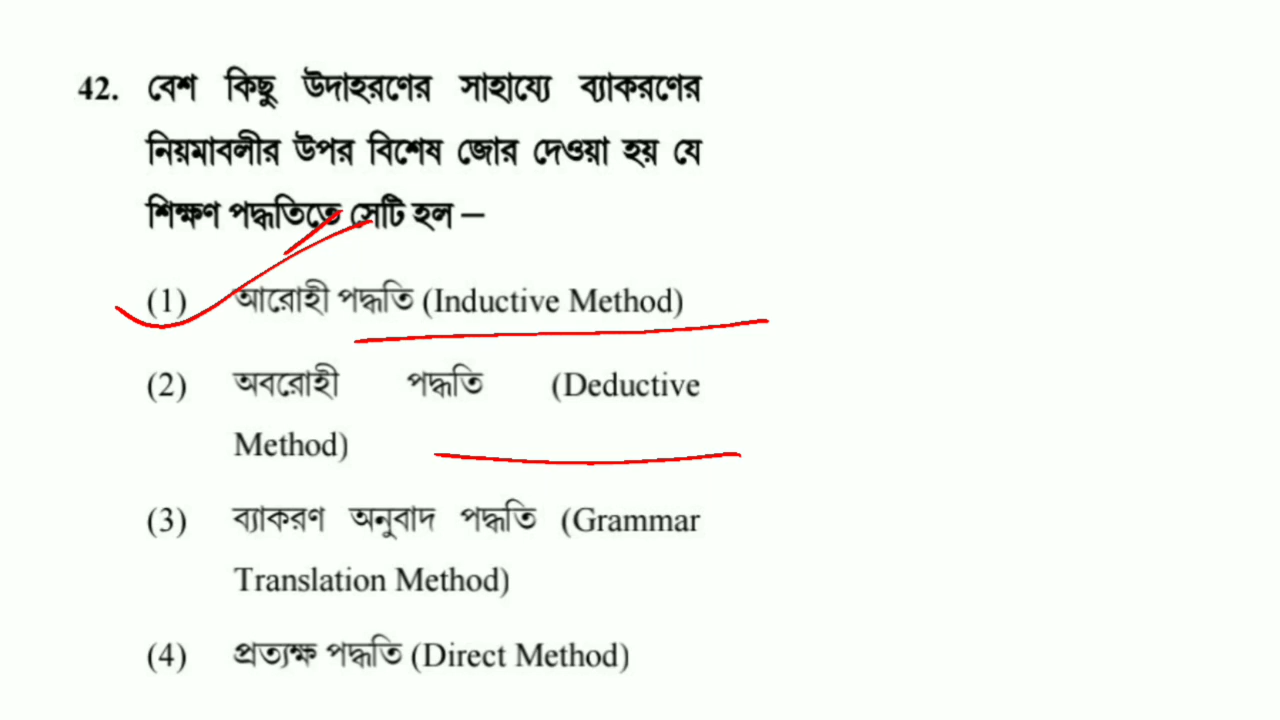 42. বেশ কিছু উদাহরণের সাহায্যে ব্যাকরণের
নিয়মাবলীর উপর বিশেষ জোর দেওয়া হয় যে
শিক্ষণ পদ্ধতিতে সেটি হল –
(1) আরোহী পদ্ধতি (Inductive Method)
(2) অবরোহী পদ্ধতি (Deductive
Method)
(3) ব্যাকরণ অনুবাদ পদ্ধতি (Grammar
Translation Method)
(4) প্রত্যক্ষ পদ্ধতি (Direct Method)